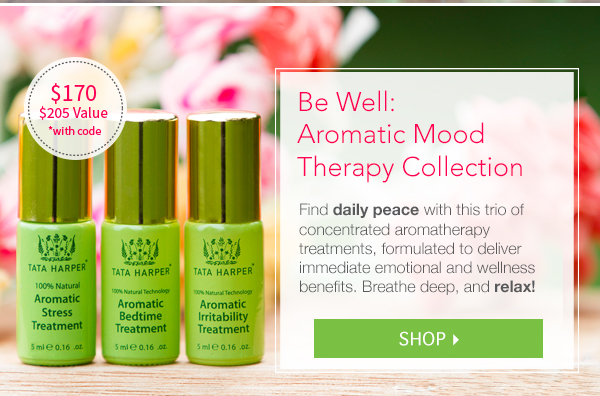 $170
$205 Value
*with code
Be Well:
Aromatic Mood
Therapy Collection
Find daily peace with this trio of
concentrated aromatherapy
treatments, formulated to deliver
immediate emotional and wellness
benefits. Breathe deep, and relax!
SHOP
TATA HARPER
100% Natural
Aromatic
Stress
Treatment
5 ml e 0.16 .oz
TATA HARPER
100% Natural Technology
Aromatic
Bedtime
Treatment
5 ml e 0.16 .oz.
TATA HARPER
100% Natural Technology
Aromatic
Irritability
Treatment
5 ml e 0.16 .oz.